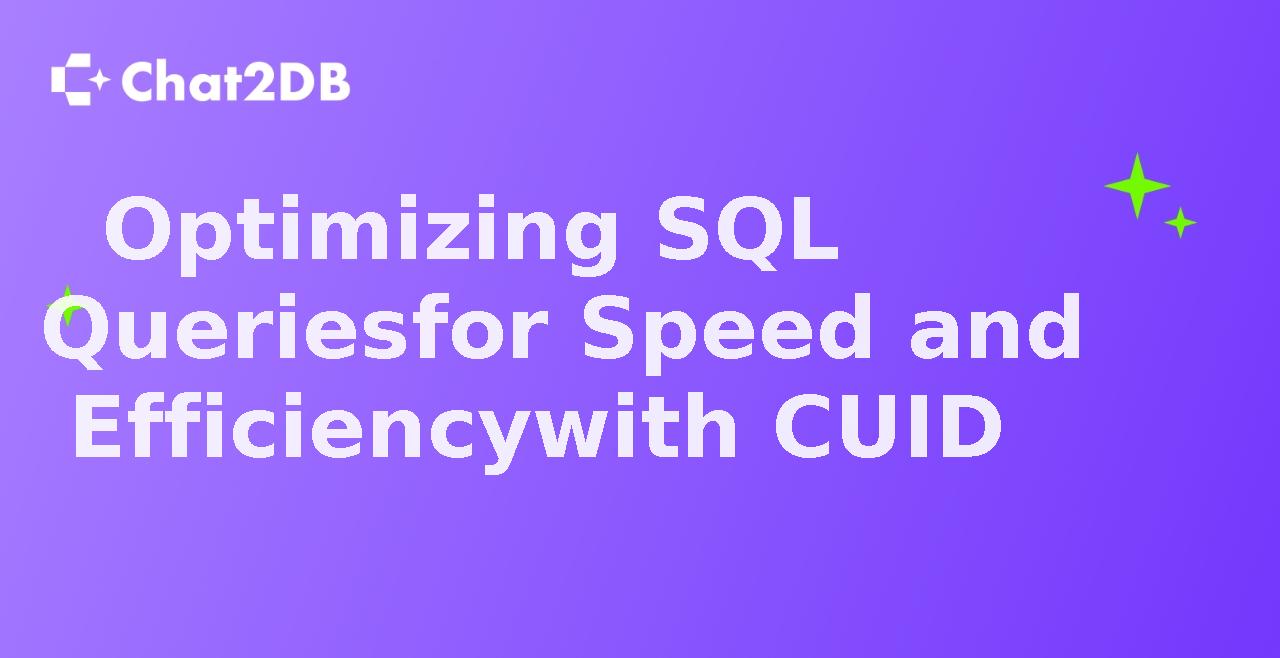 Chat2DB
Optimizing SQL
Queriesfor Speed and
Efficiencywith CUID